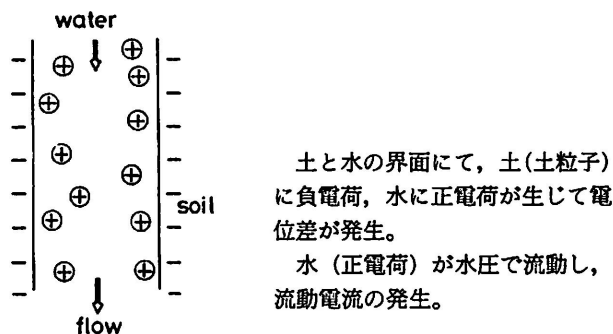 water
soil
flow
土と水の界面にて，土(土粒子)
に負電荷，水に正電荷が生じて電
位差が発生。
水（正電荷）が水圧で流動し，
流動電流の発生。